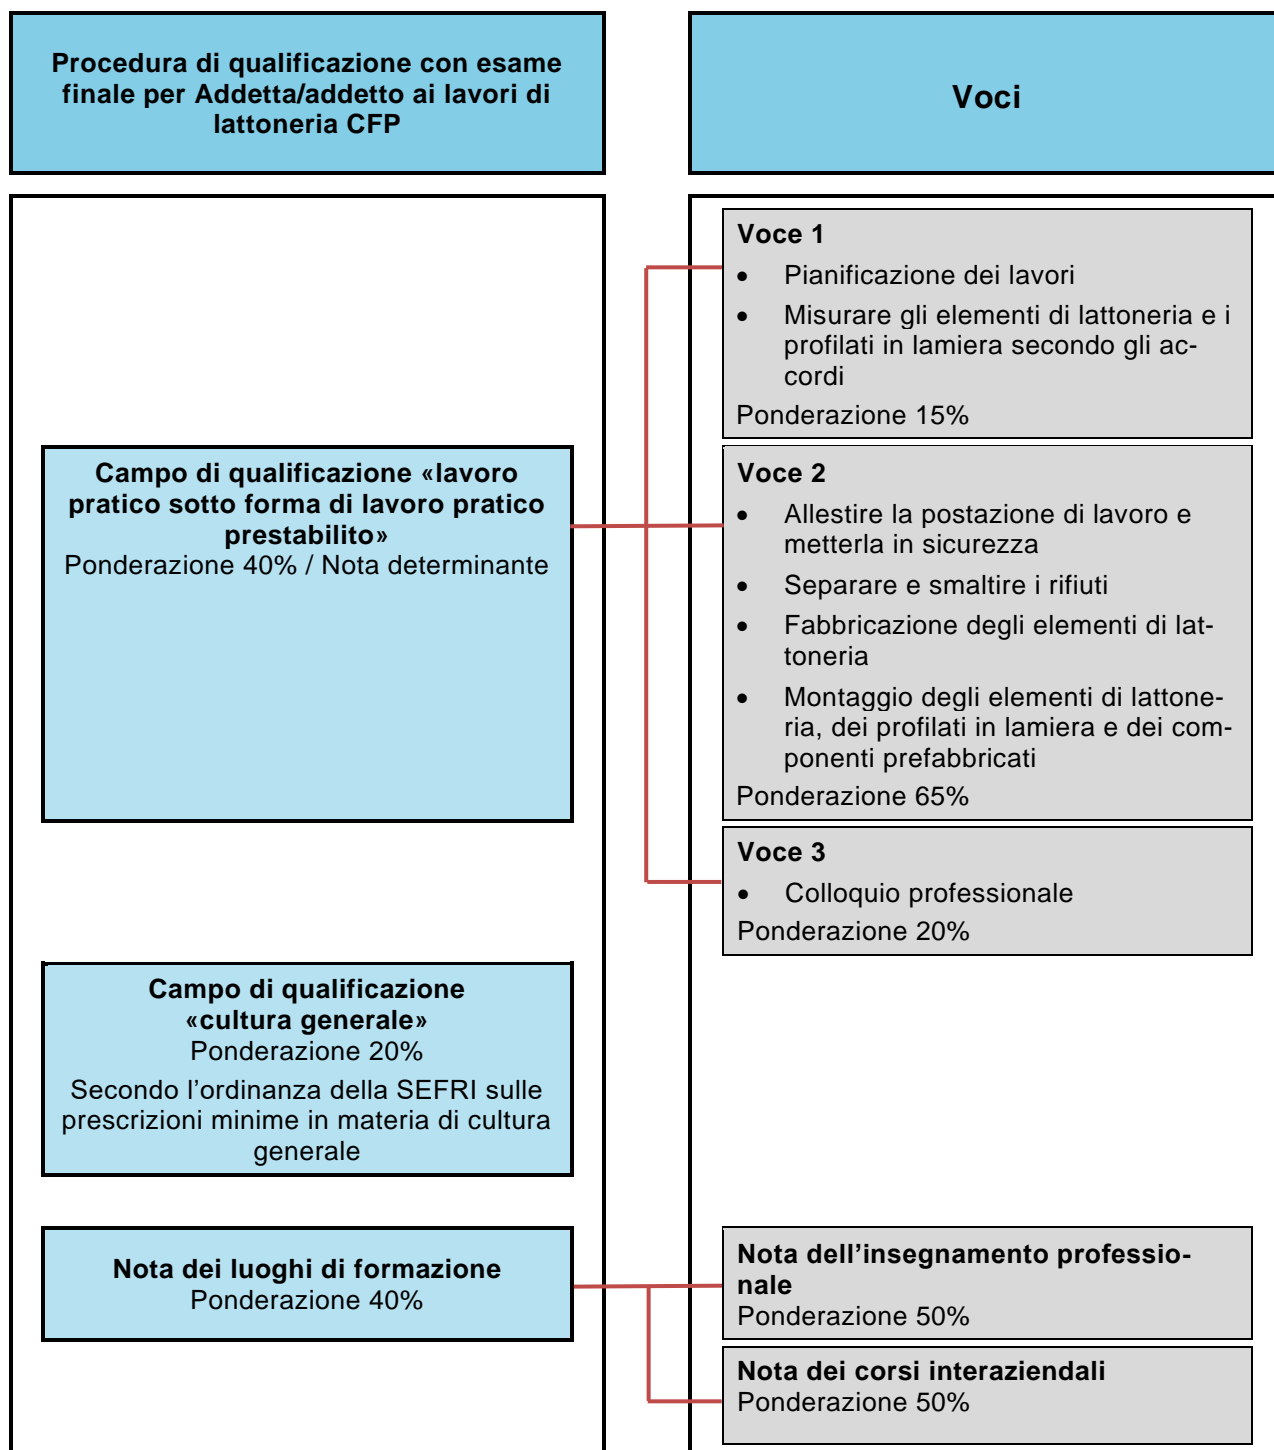 Procedura di qualificazione con esame
finale per Addetta/addetto ai lavori di
lattoneria CFP
Voci
Voce 1
• Pianificazione dei lavori
• Misurare gli elementi di lattoneria e i
profilati in lamiera secondo gli ac-
cordi
Ponderazione 15%
Campo di qualificazione «lavoro
pratico sotto forma di lavoro pratico
prestabilito»
Ponderazione 40% / Nota determinante
Voce 2
• Allestire la postazione di lavoro e
metterla in sicurezza
• Separare e smaltire i rifiuti
• Fabbricazione degli elementi di lat-
toneria
• Montaggio degli elementi di lattone-
ria, dei profilati in lamiera e dei com-
ponenti prefabbricati
Ponderazione 65%
Voce 3
• Colloquio professionale
Ponderazione 20%
Campo di qualificazione
«cultura generale»
Ponderazione 20%
Secondo l’ordinanza della SEFRI sulle
prescrizioni minime in materia di cultura
generale
Nota dei luoghi di formazione
Ponderazione 40%
Nota dell’insegnamento professio-
nale
Ponderazione 50%
Nota dei corsi interaziendali
Ponderazione 50%